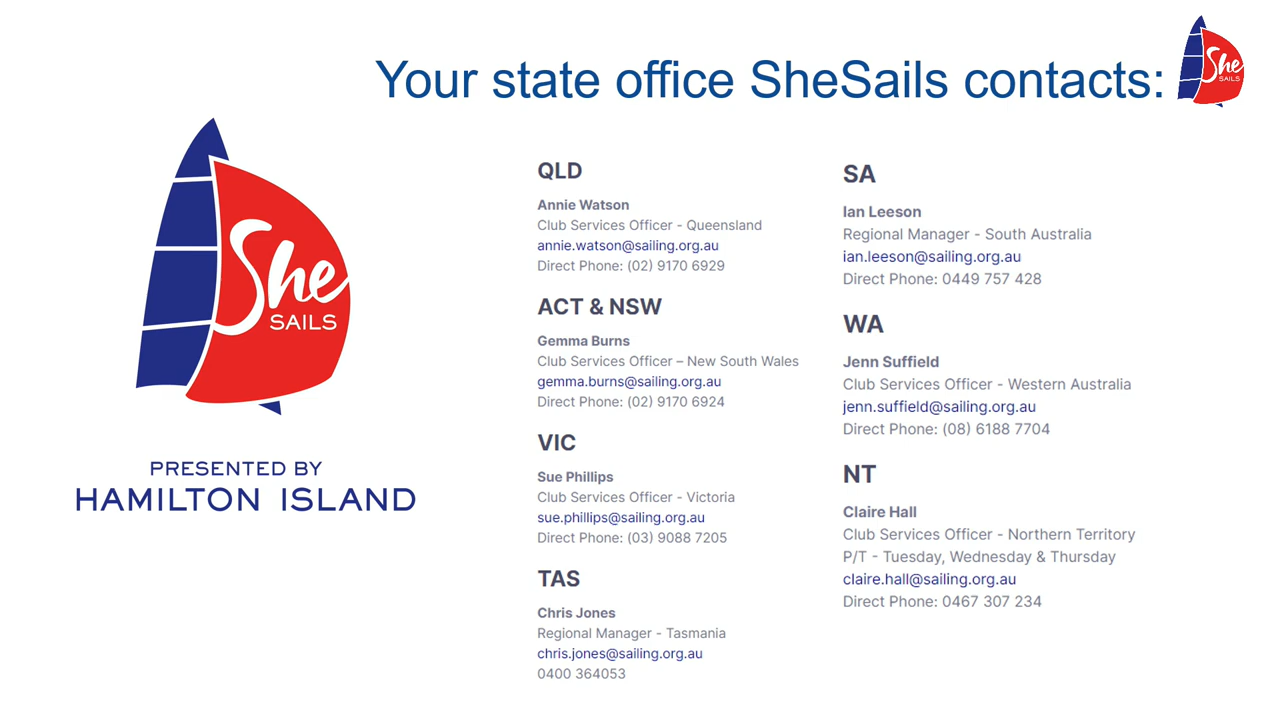 Your state office SheSails contacts:
She
SAILS
She
SAILS
PRESENTED BY
HAMILTON ISLAND
QLD
Annie Watson
Club Services Officer - Queensland
annie.watson@sailing.org.au
Direct Phone: (02) 9170 6929
ACT & NSW
Gemma Burns
Club Services Officer – New South Wales
gemma.burns@sailing.org.au
Direct Phone: (02) 9170 6924
VIC
Sue Phillips
Club Services Officer - Victoria
sue.phillips@sailing.org.au
Direct Phone: (03) 9088 7205
TAS
Chris Jones
Regional Manager - Tasmania
chris.jones@sailing.org.au
0400 364053
SA
Ian Leeson
Regional Manager - South Australia
ian.leeson@sailing.org.au
Direct Phone: 0449 757 428
WA
Jenn Suffield
Club Services Officer - Western Australia
jenn.suffield@sailing.org.au
Direct Phone: (08) 6188 7704
NT
Claire Hall
Club Services Officer - Northern Territory
P/T - Tuesday, Wednesday & Thursday
claire.hall@sailing.org.au
Direct Phone: 0467 307 234